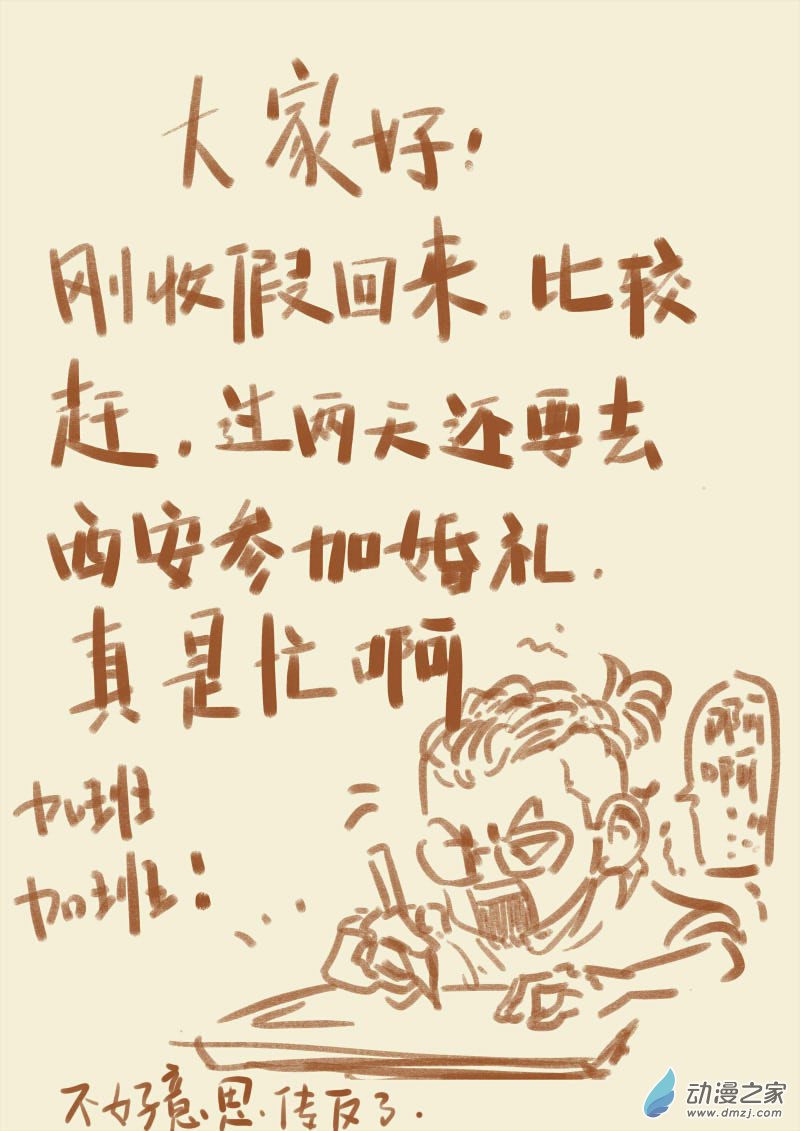 大家好!
刚收假回来.比较
赶.过两天还要去
西安参加婚礼.
真是忙啊
啊
啊
……
加班
加班!
不好意思.传反了.
动漫之家
www.dmzj.com